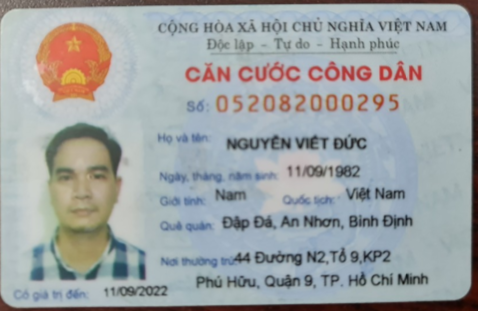 CỘNG HÒA XÃ HỘI CHỦ NGHĨA VIỆT NAM
Độc lập - Tự do - Hạnh phúc
CĂN CƯỚC CÔNG DÂN
Số: 052082000295
Họ và tên: NGUYỄN VIẾT ĐỨC
Ngày, tháng, năm sinh: 11/09/1982
Giới tính: Nam Quốc tịch: Việt Nam
Quê quán: Đập Đá, An Nhơn, Bình Định
Nơi thường trú: 44 Đường N2,Tổ 9,KP2
Phú Hữu, Quận 9, TP. Hồ Chí Minh
Có giá trị đến: 11/09/2022